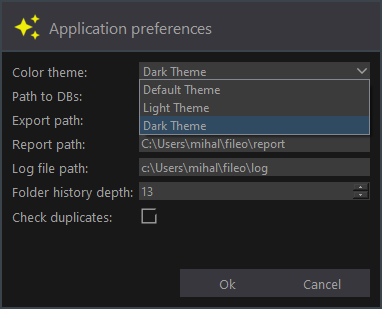 Application preferences
Color theme: Dark Theme
Path to DBs: Default Theme
Light Theme
Export path: Dark Theme
Report path: C:\Users\mihal\fileo\report
Log file path: c:\Users\mihal\fileo\log
Folder history depth: 13
Check duplicates:
Ok Cancel